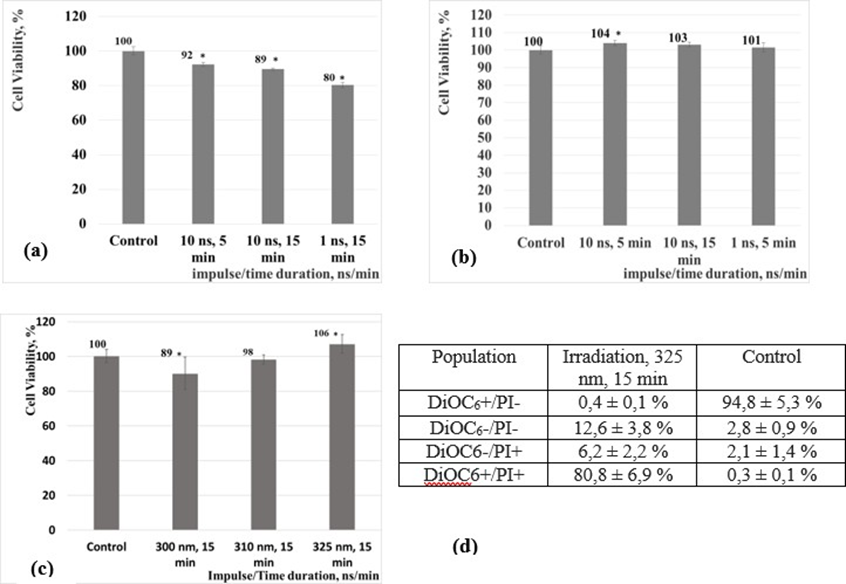 Cell Viability, %
120
100
80
60
40
20
0
100
92 *
89 *
80 *
Control
10 ns, 5 min
10 ns, 15 min
1 ns, 15 min
impulse/time duration, ns/min
(a)
Cell Viability, %
120
110
100
90
80
70
60
50
40
30
20
10
0
100
104 *
103
101
Control
10 ns, 5 min
10 ns, 15 min
1 ns, 5 min
impulse/time duration, ns/min
(b)
Cell Viability, %
120
100
80
60
40
20
0
100
89 *
98
106 *
Control
300 nm, 15 min
310 nm, 15 min
325 nm, 15 min
Impulse/Time duration, ns/min
(c)
Population Irradiation, 325 nm, 15 min Control
DiOC₆+/PI- 0,4 ± 0,1 % 94,8 ± 5,3 %
DiOC₆-/PI- 12,6 ± 3,8 % 2,8 ± 0,9 %
DiOC6-/PI+ 6,2 ± 2,2 % 2,1 ± 1,4 %
DiOC6+/PI+ 80,8 ± 6,9 % 0,3 ± 0,1 %
(d)